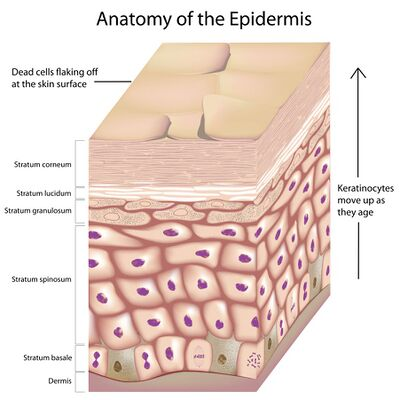 Anatomy of the Epidermis
Dead cells flaking off
at the skin surface
Stratum corneum
Stratum lucidum
Stratum granulosum
Stratum spinosum
Stratum basale
Dermis
Keratinocytes
move up as
they age